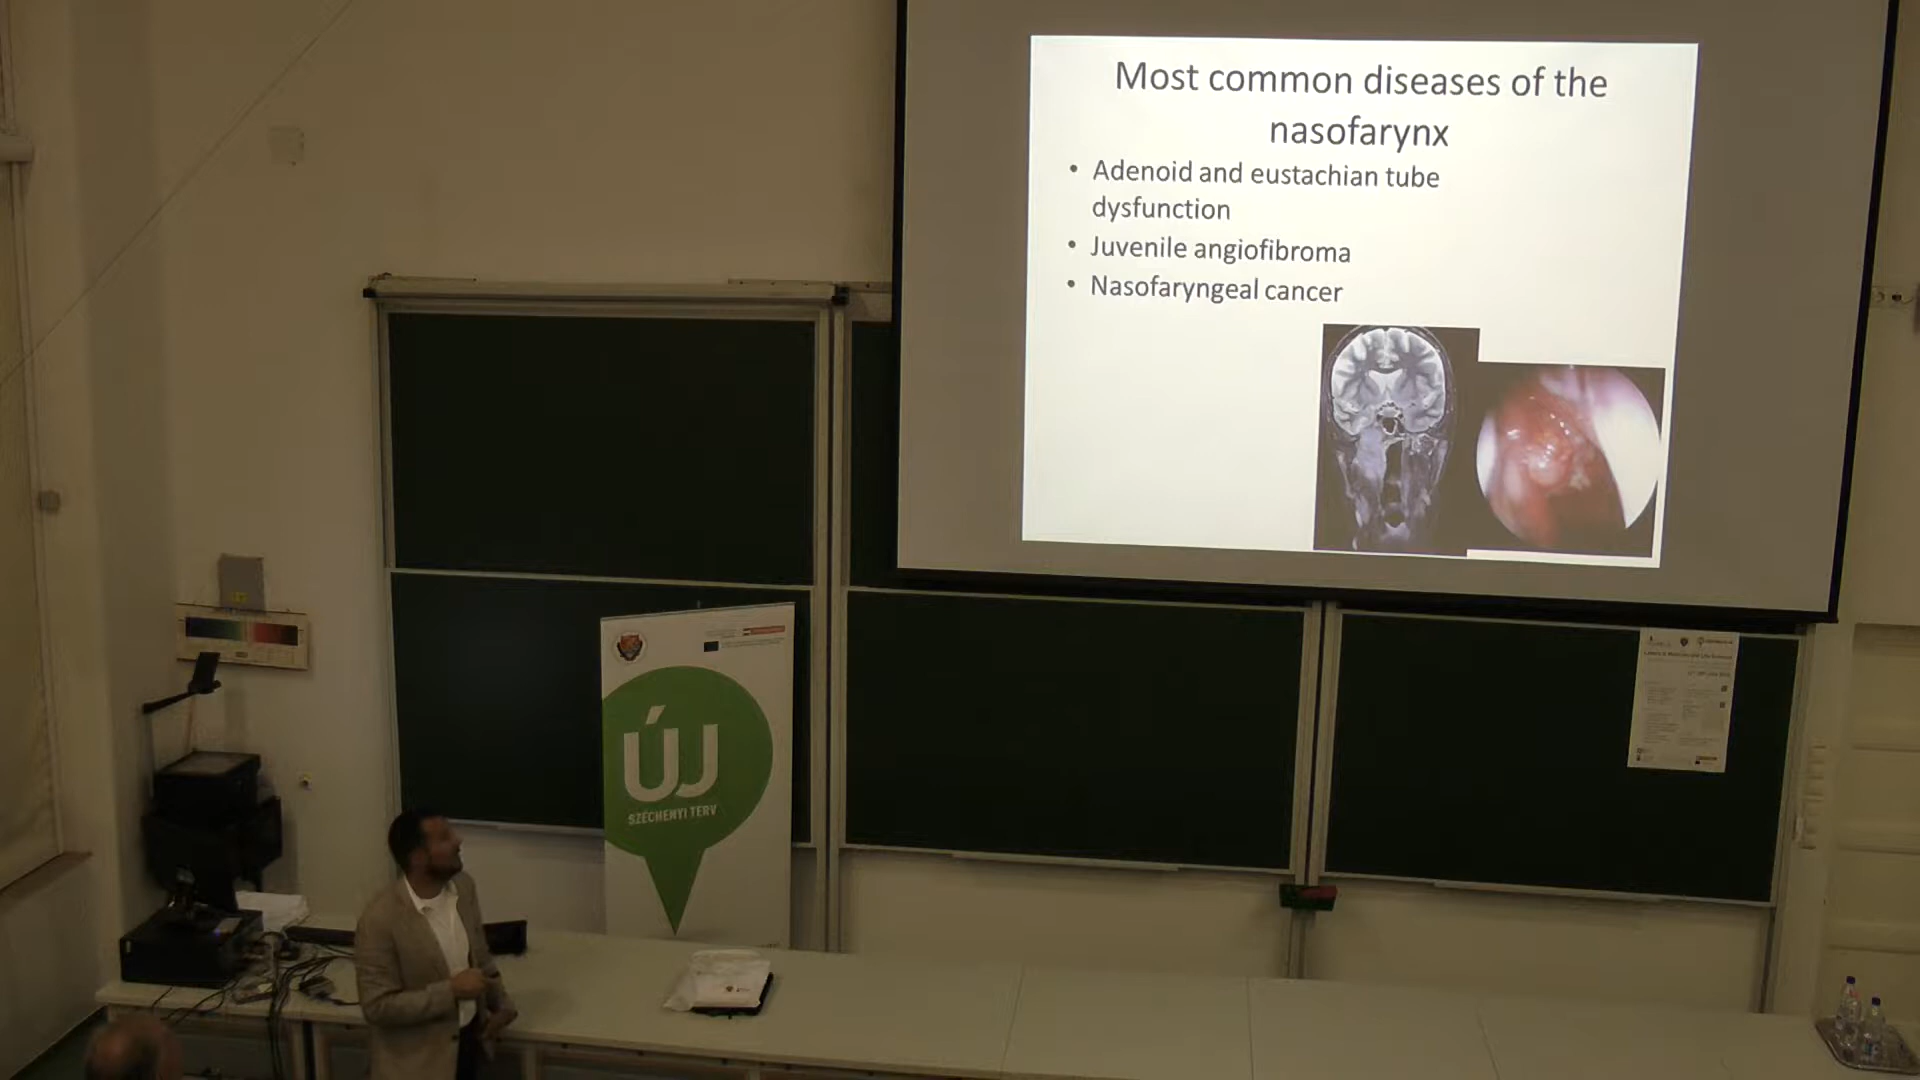 Most common diseases of the
nasofarynx
• Adenoid and eustachian tube
dysfunction
• Juvenile angiofibroma
• Nasofaryngeal cancer
ÚJ
SZÉCHENYI TERV